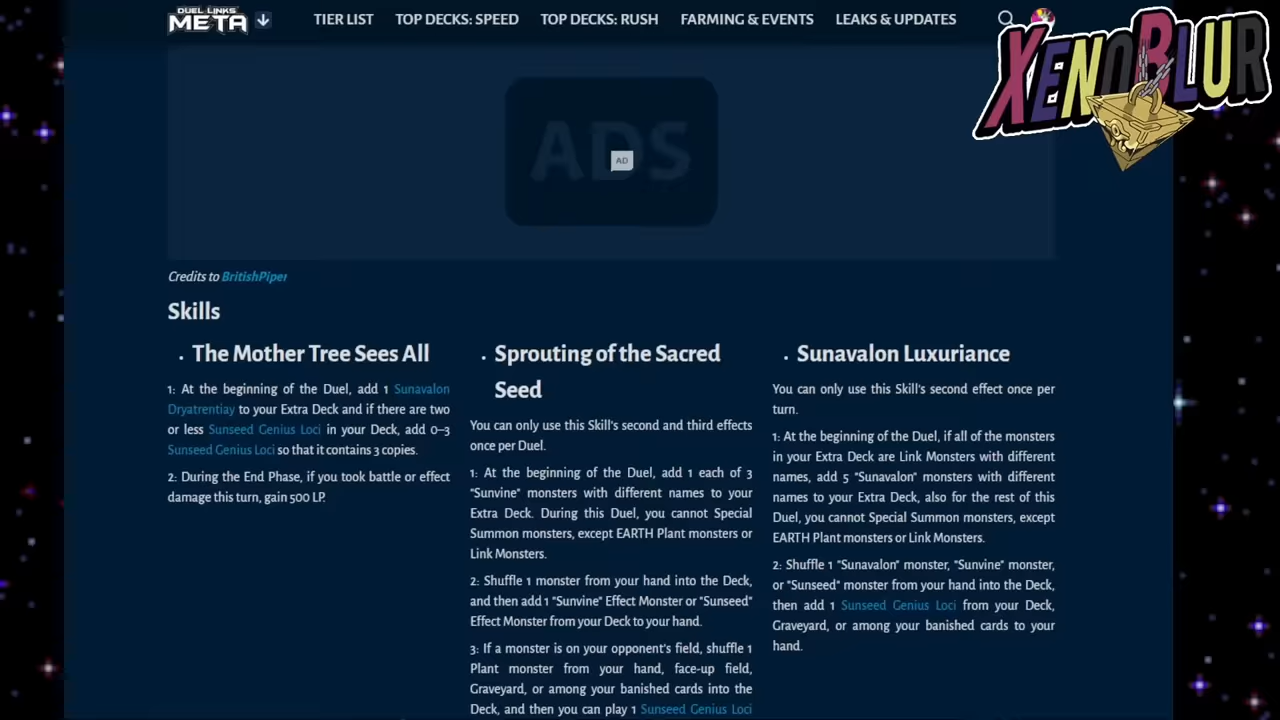 DUEL LINKS
META
TIER LIST
TOP DECKS: SPEED
TOP DECKS: RUSH
FARMING & EVENTS
LEAKS & UPDATES
XENOBLUR
ADS
AD
Credits to BritishPiper
Skills
• The Mother Tree Sees All
1: At the beginning of the Duel, add 1 Sunavalon
Dryatrentiay to your Extra Deck and if there are two
or less Sunseed Genius Loci in your Deck, add 0–3
Sunseed Genius Loci so that it contains 3 copies.
2: During the End Phase, if you took battle or effect
damage this turn, gain 500 LP.
• Sprouting of the Sacred
Seed
You can only use this Skill's second and third effects
once per Duel.
1: At the beginning of the Duel, add 1 each of 3
"Sunvine" monsters with different names to your
Extra Deck. During this Duel, you cannot Special
Summon monsters, except EARTH Plant monsters or
Link Monsters.
2: Shuffle 1 monster from your hand into the Deck,
and then add 1 "Sunvine" Effect Monster or "Sunseed"
Effect Monster from your Deck to your hand.
3: If a monster is on your opponent's field, shuffle 1
Plant monster from your hand, face-up field,
Graveyard, or among your banished cards into the
Deck, and then you can play 1 Sunseed Genius Loci
• Sunavalon Luxuriance
You can only use this Skill's second effect once per
turn.
1: At the beginning of the Duel, if all of the monsters
in your Extra Deck are Link Monsters with different
names, add 5 "Sunavalon" monsters with different
names to your Extra Deck, also for the rest of this
Duel, you cannot Special Summon monsters, except
EARTH Plant monsters or Link Monsters.
2: Shuffle 1 "Sunavalon" monster, "Sunvine" monster,
or "Sunseed" monster from your hand into the Deck,
then add 1 Sunseed Genius Loci from your Deck,
Graveyard, or among your banished cards to your
hand.